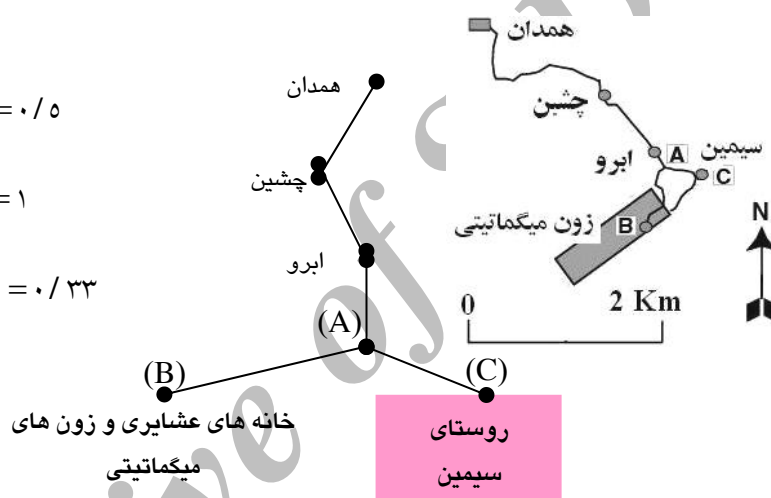 همدان
چشین
ابرو
A
سیمین
C
زون میگماتیتی
B
N
0
2 Km
= ۰/۵
= ۱
= ۰/۳۳
همدان
چشین
ابرو
(A)
(B)
(C)
خانه های عشایری و زون های
میگماتیتی
روستای
سیمین